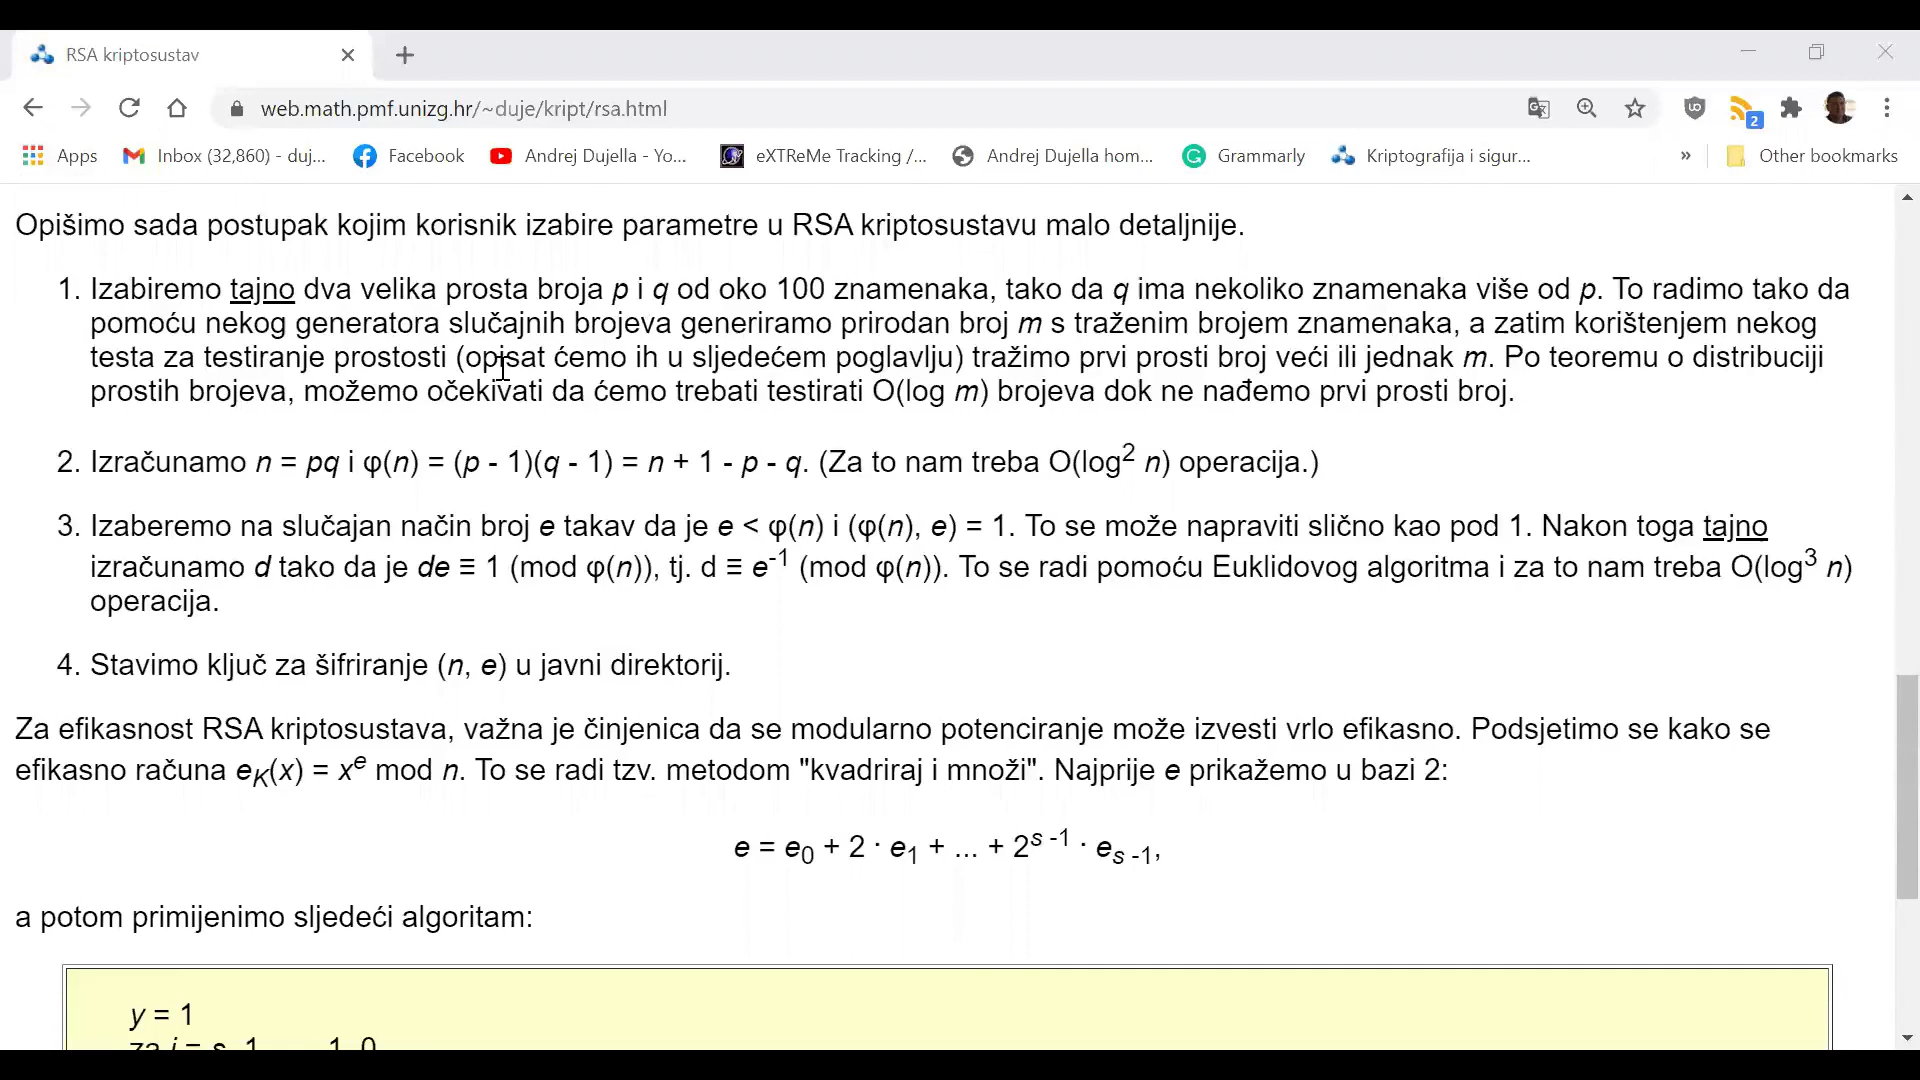 RSA kriptosustav
web.math.pmf.unizg.hr/~duje/kript/rsa.html
2
Apps Inbox (32,860) - duj... Facebook Andrej Dujella - Yo... eXTReMe Tracking /... Andrej Dujella hom... Grammarly Kriptografija i sigur... » Other bookmarks
Opišimo sada postupak kojim korisnik izabire parametre u RSA kriptosustavu malo detaljnije.
1. Izabiremo tajno dva velika prosta broja p i q od oko 100 znamenaka, tako da q ima nekoliko znamenaka više od p. To radimo tako da
pomoću nekog generatora slučajnih brojeva generiramo prirodan broj m s traženim brojem znamenaka, a zatim korištenjem nekog
testa za testiranje prostosti (opisat ćemo ih u sljedećem poglavlju) tražimo prvi prosti broj veći ili jednak m. Po teoremu o distribuciji
prostih brojeva, možemo očekivati da ćemo trebati testirati O(log m) brojeva dok ne nađemo prvi prosti broj.
2. Izračunamo n = pq i φ(n) = (p - 1)(q - 1) = n + 1 - p - q. (Za to nam treba O(log² n) operacija.)
3. Izaberemo na slučajan način broj e takav da je e < φ(n) i (φ(n), e) = 1. To se može napraviti slično kao pod 1. Nakon toga tajno
izračunamo d tako da je de ≡ 1 (mod φ(n)), tj. d ≡ e⁻¹ (mod φ(n)). To se radi pomoću Euklidovog algoritma i za to nam treba O(log³ n)
operacija.
4. Stavimo ključ za šifriranje (n, e) u javni direktorij.
Za efikasnost RSA kriptosustava, važna je činjenica da se modularno potenciranje može izvesti vrlo efikasno. Podsjetimo se kako se
efikasno računa e_K(x) = x^e mod n. To se radi tzv. metodom "kvadriraj i množi". Najprije e prikažemo u bazi 2:
e = e₀ + 2 · e₁ + ... + 2^(s -1) · e_(s -1),
a potom primijenimo sljedeći algoritam:
y = 1
za i = s -1, ... , 1, 0